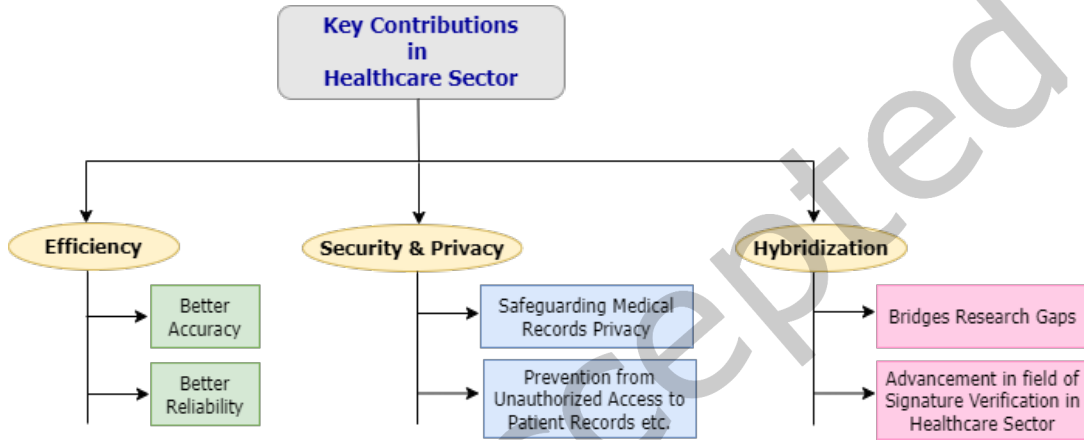 Key Contributions
in
Healthcare Sector
Efficiency
Security & Privacy
Hybridization
Better
Accuracy
Safeguarding Medical
Records Privacy
Bridges Research Gaps
Better
Reliability
Prevention from
Unauthorized Access to
Patient Records etc.
Advancement in field of
Signature Verification in
Healthcare Sector